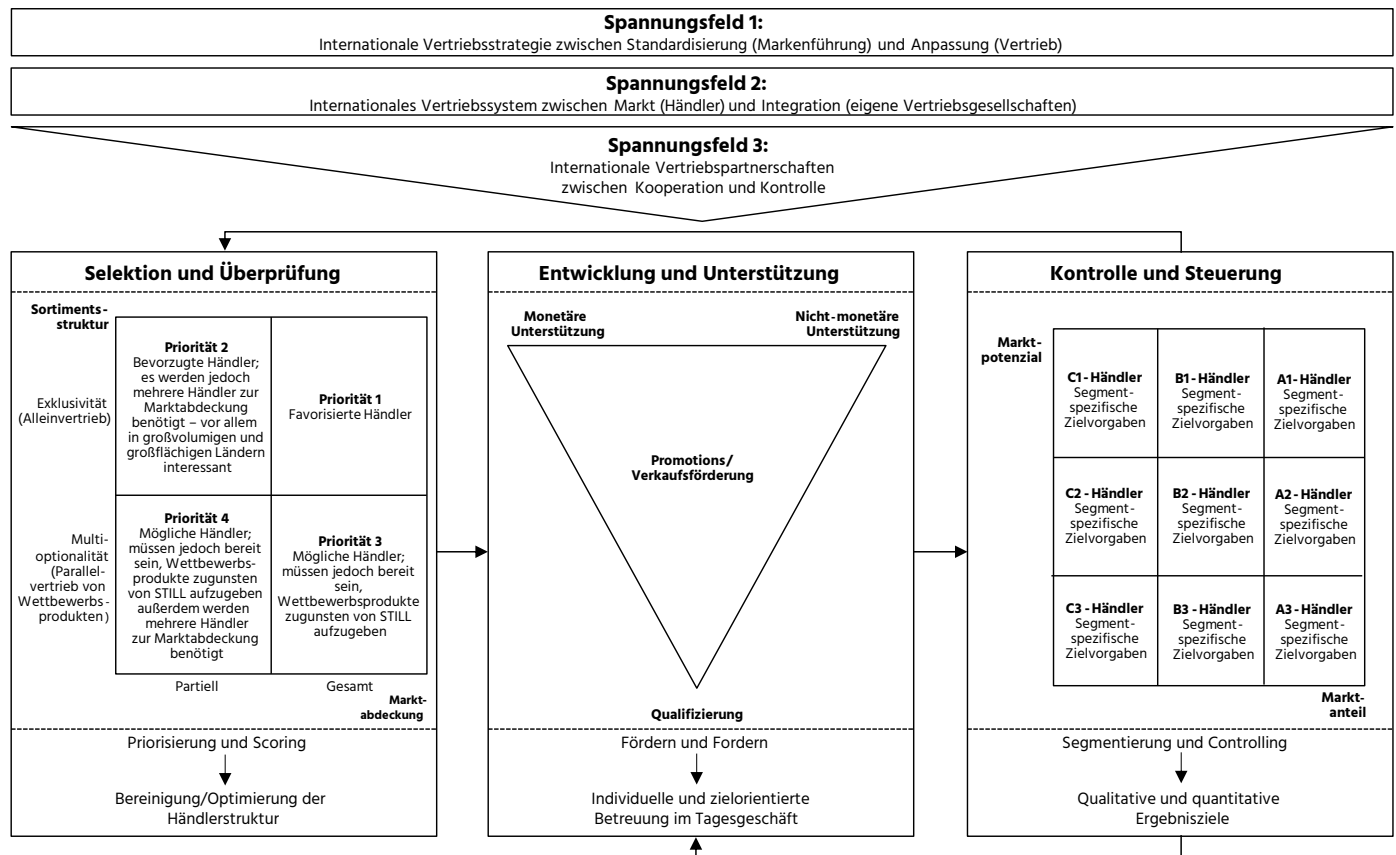 Spannungsfeld 1:
Internationale Vertriebsstrategie zwischen Standardisierung (Markenführung) und Anpassung (Vertrieb)
Spannungsfeld 2:
Internationales Vertriebssystem zwischen Markt (Händler) und Integration (eigene Vertriebsgesellschaften)
Spannungsfeld 3:
Internationale Vertriebspartnerschaften
zwischen Kooperation und Kontrolle
Selektion und Überprüfung
Sortiments-
struktur
Exklusivität
(Alleinvertrieb)
Priorität 2
Bevorzugte Händler;
es werden jedoch
mehrere Händler zur
Marktabdeckung
benötigt – vor allem
in großvolumigen und
großflächigen Ländern
interessant
Priorität 1
Favorisierte Händler
Multi-
optionalität
(Parallel-
vertrieb von
Wettbewerbs-
produkten)
Priorität 4
Mögliche Händler;
müssen jedoch bereit
sein, Wettbewerbs-
produkte zugunsten
von STILL aufzugeben
außerdem werden
mehrere Händler
zur Marktabdeckung
benötigt
Priorität 3
Mögliche Händler;
müssen jedoch bereit
sein,
Wettbewerbsprodukte
zugunsten von STILL
aufzugeben
Partiell
Gesamt
Markt-
abdeckung
Priorisierung und Scoring
Bereinigung/Optimierung der
Händlerstruktur
Entwicklung und Unterstützung
Monetäre
Unterstützung
Nicht-monetäre
Unterstützung
Promotions/
Verkaufsförderung
Qualifizierung
Fördern und Fordern
Individuelle und zielorientierte
Betreuung im Tagesgeschäft
Kontrolle und Steuerung
Markt-
potenzial
C1-Händler
Segment-
spezifische
Zielvorgaben
B1-Händler
Segment-
spezifische
Zielvorgaben
A1-Händler
Segment-
spezifische
Zielvorgaben
C2-Händler
Segment-
spezifische
Zielvorgaben
B2-Händler
Segment-
spezifische
Zielvorgaben
A2-Händler
Segment-
spezifische
Zielvorgaben
C3-Händler
Segment-
spezifische
Zielvorgaben
B3-Händler
Segment-
spezifische
Zielvorgaben
A3-Händler
Segment-
spezifische
Zielvorgaben
Markt-
anteil
Segmentierung und Controlling
Qualitative und quantitative
Ergebnisziele